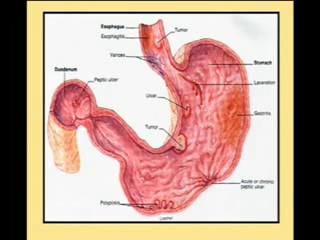 Esophagus
Esophagitis
Tumor
Varices
Duodenum
Stomach
Peptic ulcer
Laceration
Ulcer
Gastritis
Tumor
Acute or chronic
peptic ulcer
Polyposis